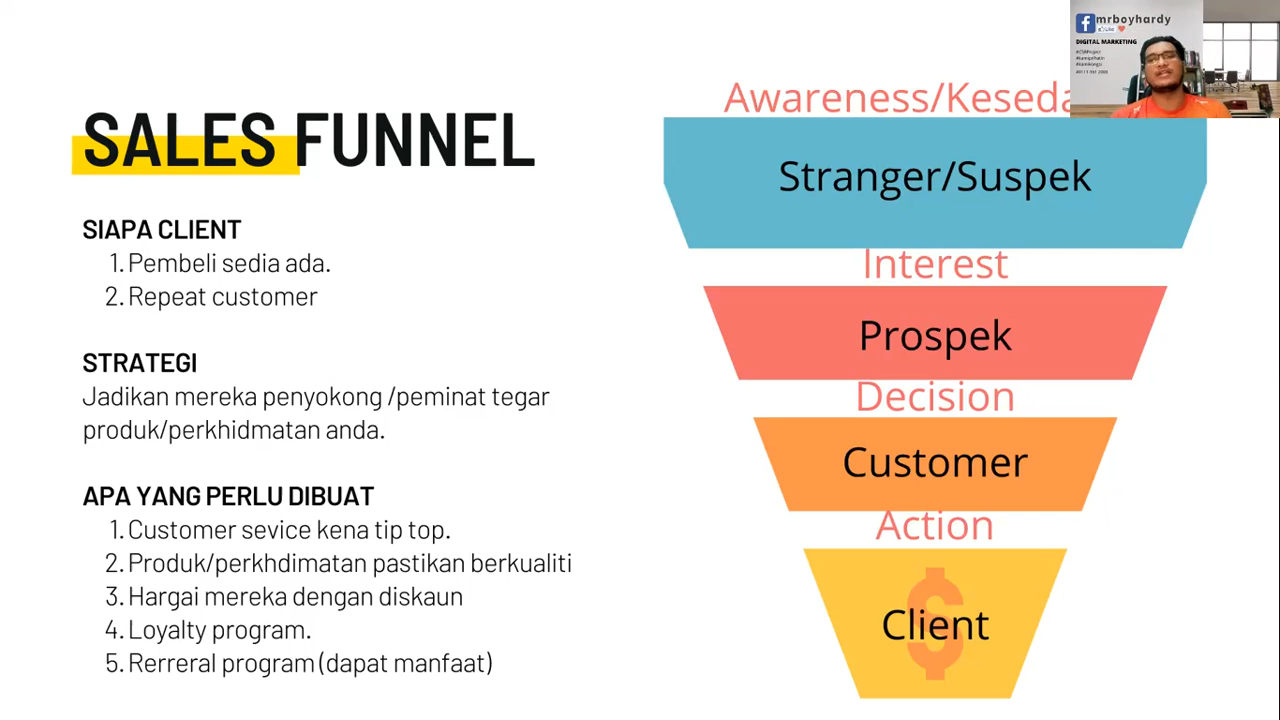 SALES FUNNEL
SIAPA CLIENT
1. Pembeli sedia ada.
2. Repeat customer
STRATEGI
Jadikan mereka penyokong /peminat tegar
produk/perkhidmatan anda.
APA YANG PERLU DIBUAT
1. Customer sevice kena tip top.
2. Produk/perkhdimatan pastikan berkualiti
3. Hargai mereka dengan diskaun
4. Loyalty program.
5. Rerreral program (dapat manfaat)
Awareness/Keseda
Stranger/Suspek
Interest
Prospek
Decision
Customer
Action
$
Client
f mrboyhardy
Like
DIGITAL MARKETING